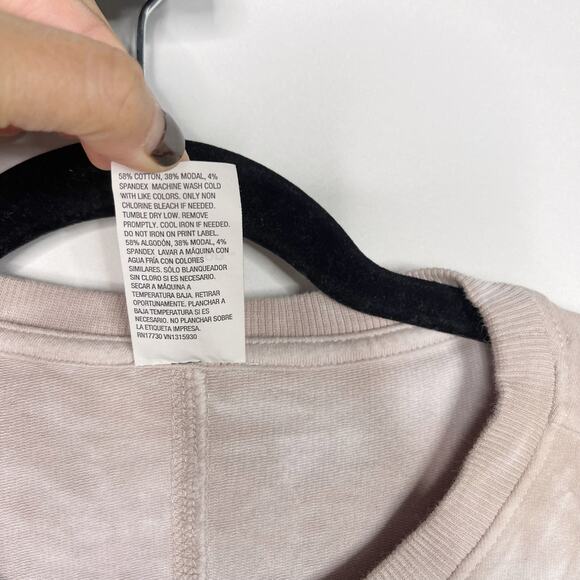 58% COTTON, 38% MODAL, 4%
SPANDEX MACHINE WASH COLD
WITH LIKE COLORS. ONLY NON
CHLORINE BLEACH IF NEEDED.
TUMBLE DRY LOW. REMOVE
PROMPTLY. COOL IRON IF NEEDED.
DO NOT IRON ON PRINT LABEL.
58% ALGODÓN, 38% MODAL, 4%
SPANDEX LAVAR A MÁQUINA CON
AGUA FRÍA CON COLORES
SIMILARES. SÓLO BLANQUEADOR
SIN CLORO SI ES NECESARIO.
SECAR A MÁQUINA A
TEMPERATURA BAJA. RETIRAR
OPORTUNAMENTE. PLANCHAR A
BAJA TEMPERATURA SI ES
NECESARIO. NO PLANCHAR SOBRE
LA ETIQUETA IMPRESA.
RN17730 VN1315930